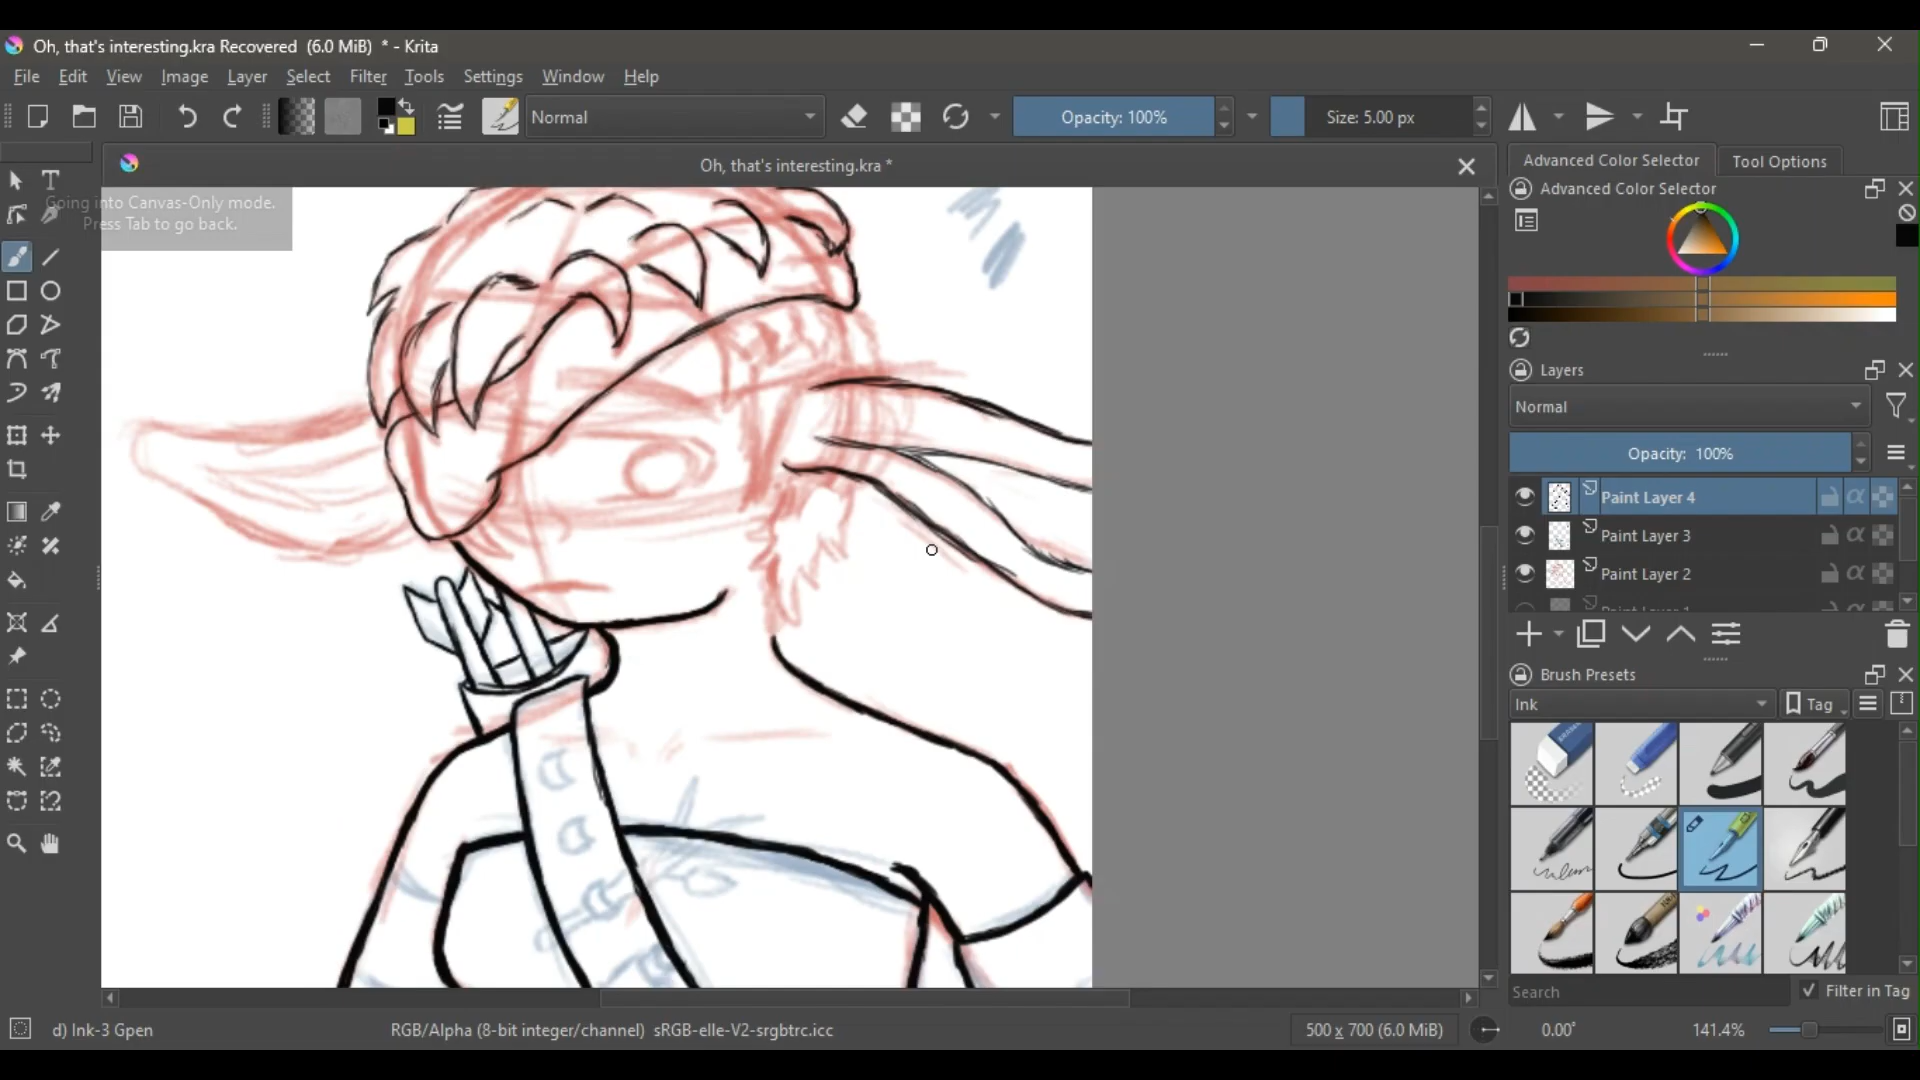 Oh, that's interesting.kra Recovered (6.0 MiB) * - Krita
File Edit View Image Layer Select Filter Tools Settings Window Help
Normal Opacity: 100% Size: 5.00 px
Oh, that's interesting.kra *
Advanced Color Selector Tool Options
Advanced Color Selector
Going into Canvas-Only mode.
Press Tab to go back.
Layers
Normal
Opacity: 100%
Paint Layer 4
Paint Layer 3
Paint Layer 2
Paint Layer 1
Brush Presets
Ink Tag
Search Filter in Tag
d) Ink-3 Gpen RGB/Alpha (8-bit integer/channel) sRGB-elle-V2-srgbtrc.icc 500 x 700 (6.0 MiB) 0.00° 141.4%